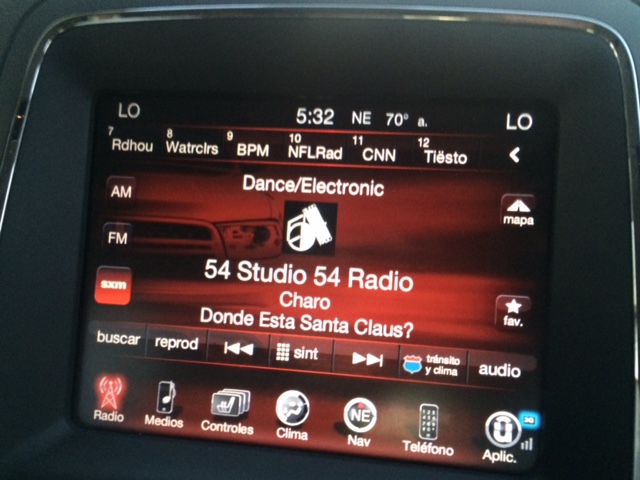 LO 5:32 NE 70° a. LO
7 Rdhou 8 Watrclrs 9 BPM 10 NFLRad 11 CNN 12 Tiësto
Dance/Electronic
AM
mapa
FM
54 Studio 54 Radio
sxm
Charo
fav.
Donde Esta Santa Claus?
buscar reprod sint tránsito y clima audio
Radio Medios Controles Clima NE Nav Teléfono Aplic. 3G